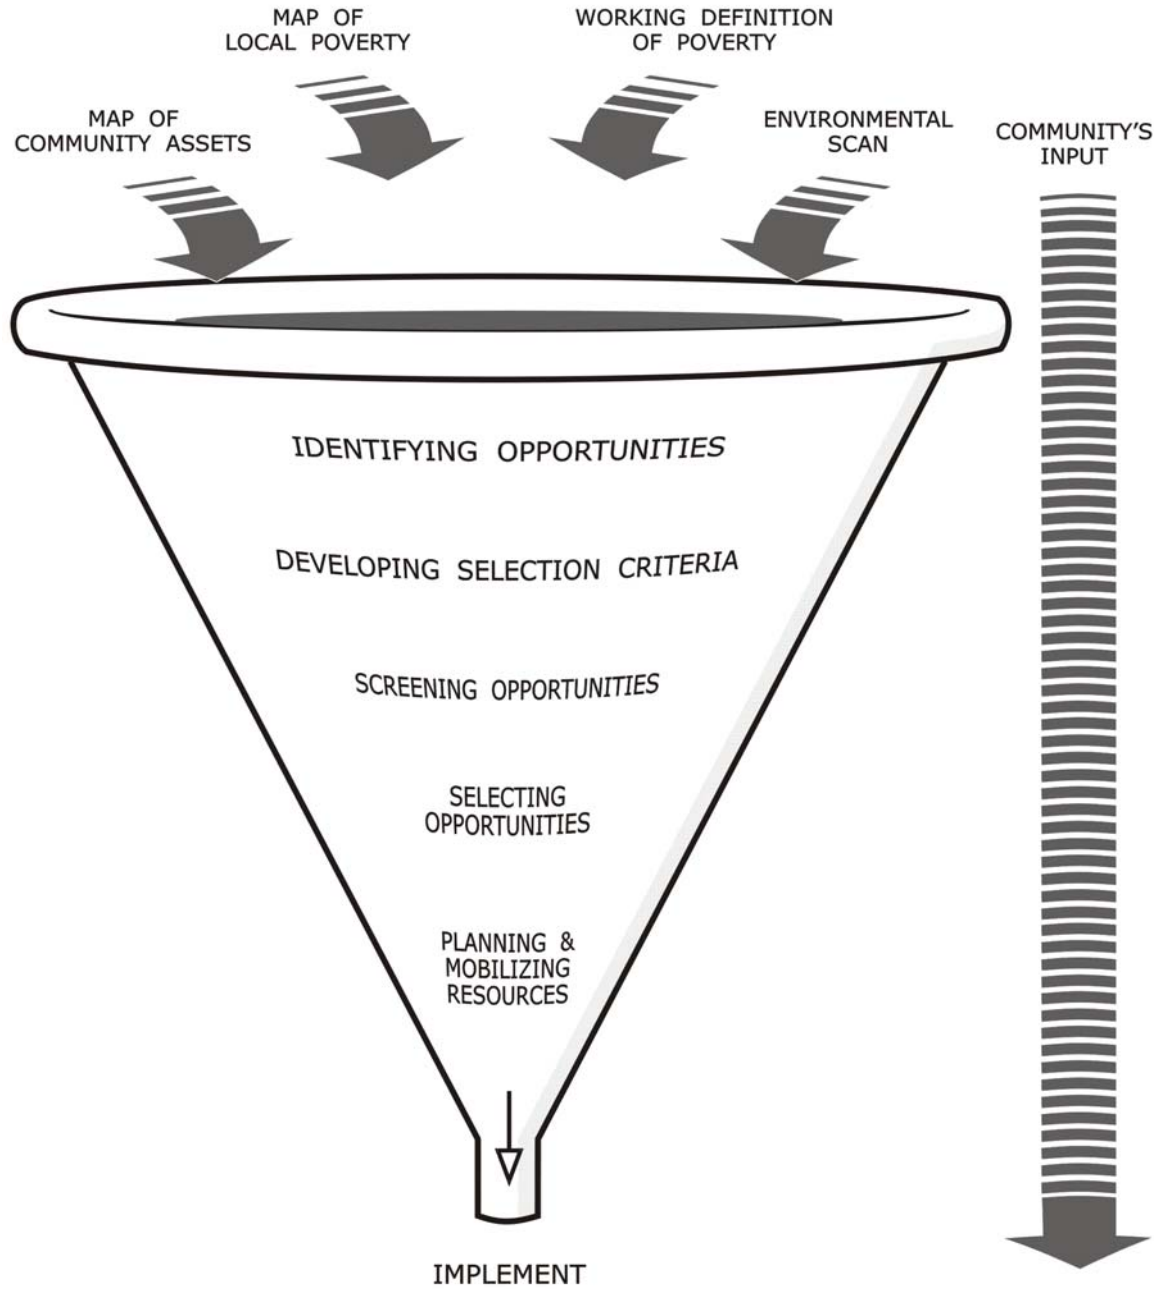 MAP OF
LOCAL POVERTY
WORKING DEFINITION
OF POVERTY
MAP OF
COMMUNITY ASSETS
ENVIRONMENTAL
SCAN
COMMUNITY'S
INPUT
IDENTIFYING OPPORTUNITIES
DEVELOPING SELECTION CRITERIA
SCREENING OPPORTUNITIES
SELECTING
OPPORTUNITIES
PLANNING &
MOBILIZING
RESOURCES
IMPLEMENT